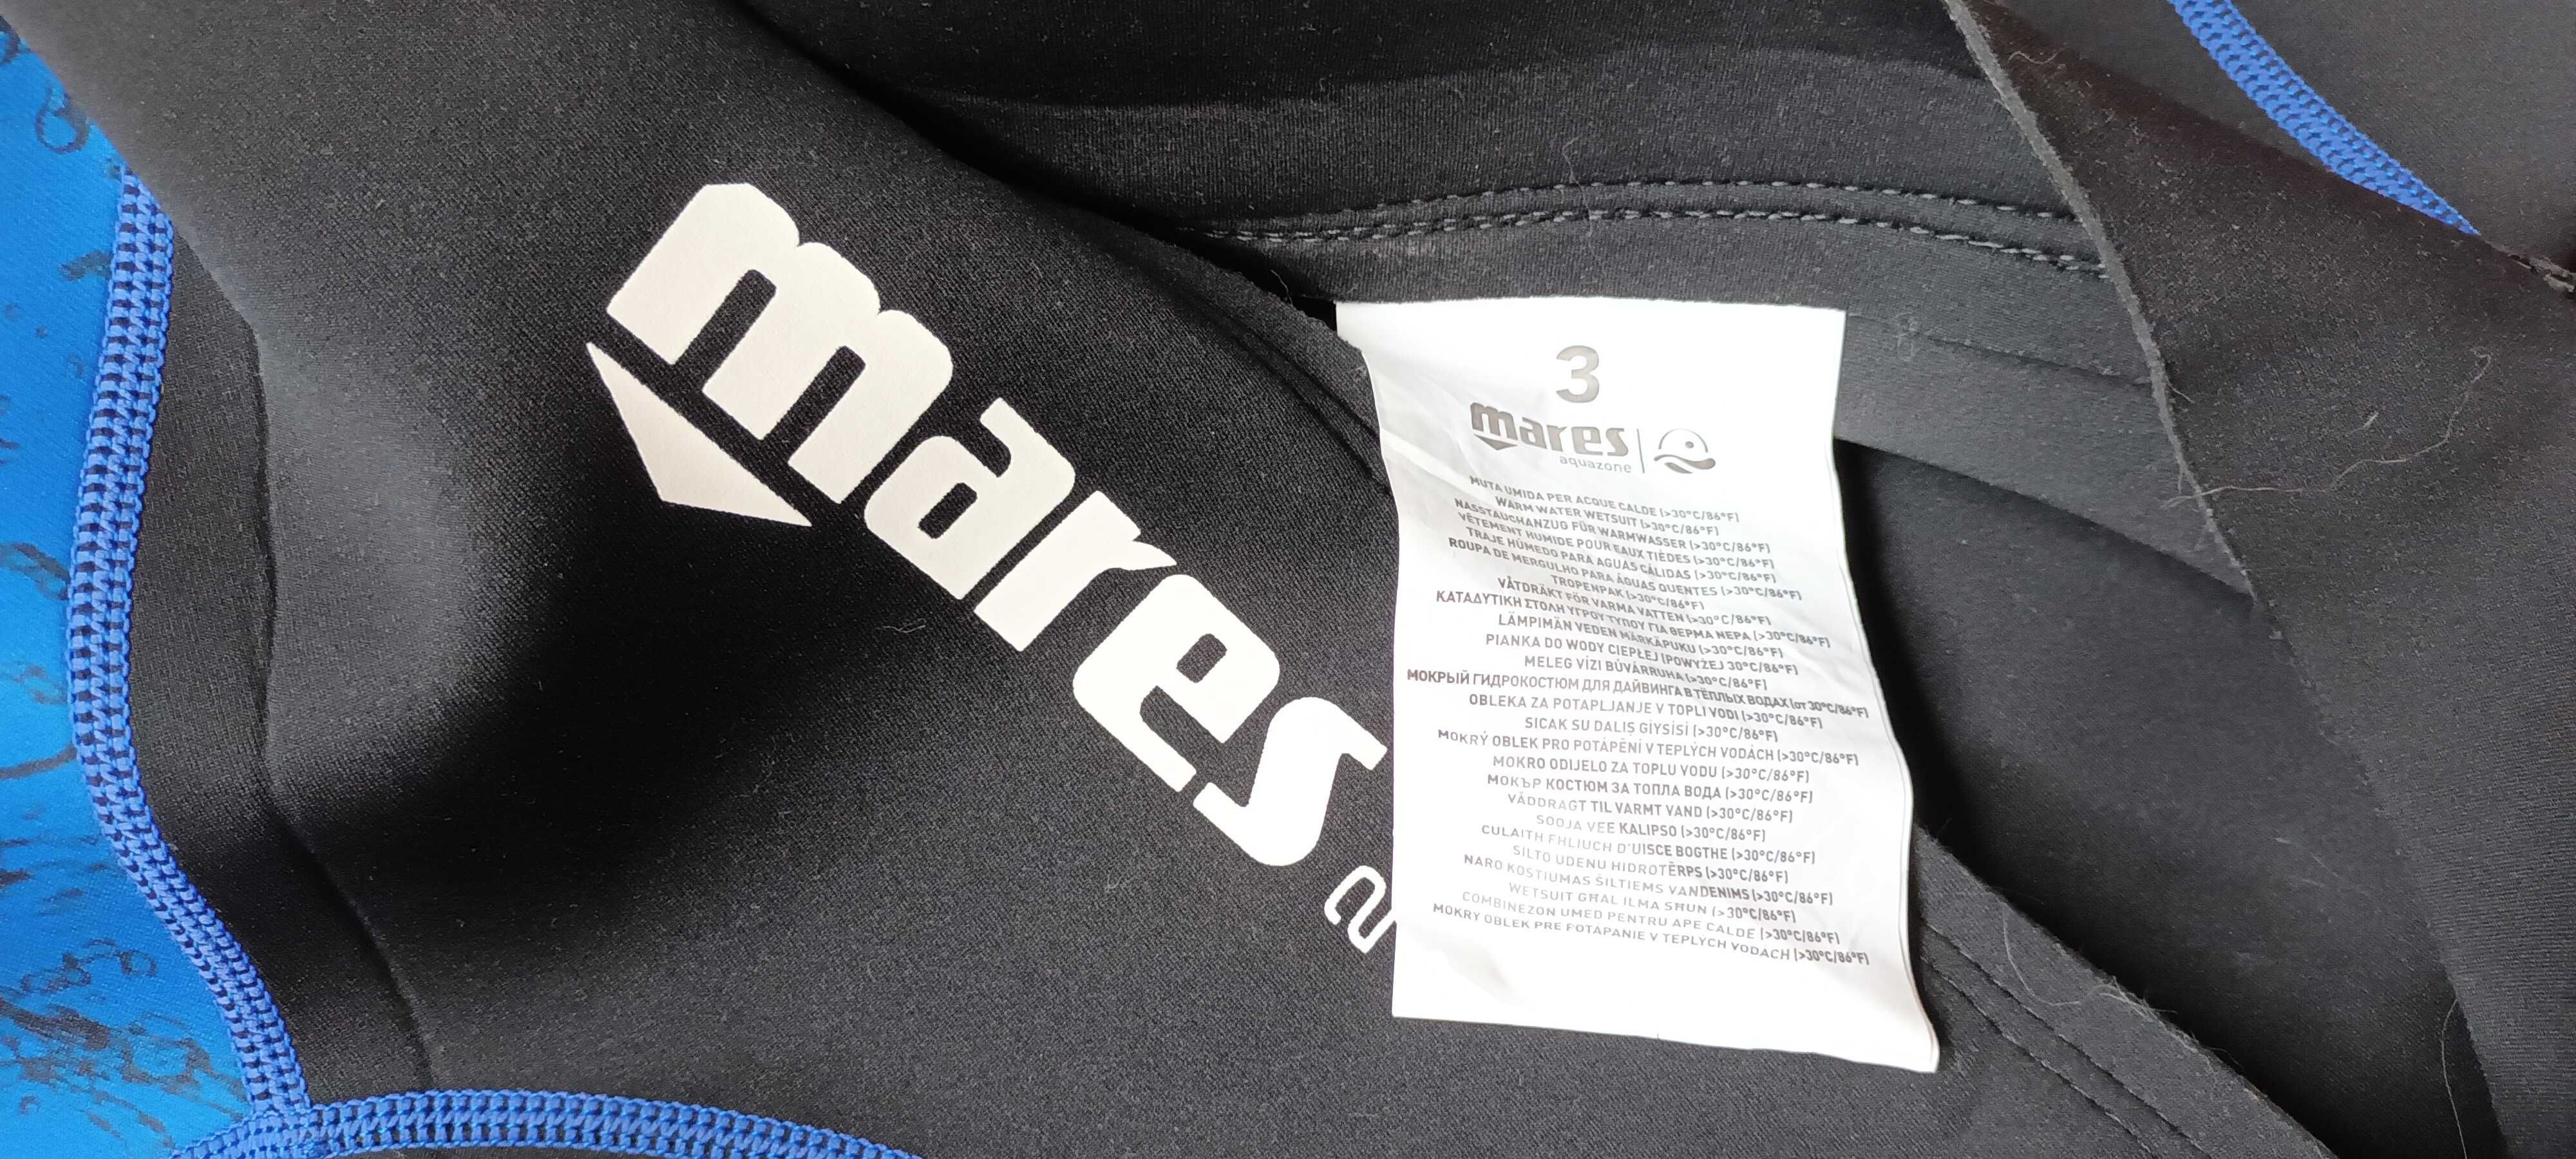 mares
3
mares
aquazone
MUTA UMIDA PER ACQUE CALDE (>30°C/86°F)
WARM WATER WETSUIT (>30°C/86°F)
NASSTAUCHANZUG FÜR WARMWASSER (>30°C/86°F)
VÊTEMENT HUMIDE POUR EAUX TIÈDES (>30°C/86°F)
TRAJE HÚMEDO PARA AGUAS CÁLIDAS (>30°C/86°F)
ROUPA DE MERGULHO PARA ÁGUAS QUENTES (>30°C/86°F)
TROPENPAK (>30°C/86°F)
VÅTDRÄKT FÖR VARMA VATTEN (>30°C/86°F)
ΚΑΤΑΔΥΤΙΚΗ ΣΤΟΛΗ ΥΓΡΟΥ ΤΥΠΟΥ ΓΙΑ ΘΕΡΜΑ ΝΕΡΑ (>30°C/86°F)
LÄMPIMÄN VEDEN MÄRKÄPUKU (>30°C/86°F)
PIANKA DO WODY CIEPŁEJ (POWYŻEJ 30°C/86°F)
MELEG VÍZI BÚVÁRRUHA (>30°C/86°F)
МОКРЫЙ ГИДРОКОСТЮМ ДЛЯ ДАЙВИНГА В ТЁПЛЫХ ВОДАХ (от 30°C/86°F)
OBLEKA ZA POTAPLJANJE V TOPLI VODI (>30°C/86°F)
SICAK SU DALIŞ GİYSİSİ (>30°C/86°F)
MOKRÝ OBLEK PRO POTÁPĚNÍ V TEPLÝCH VODÁCH (>30°C/86°F)
MOKRO ODIJELO ZA TOPLU VODU (>30°C/86°F)
МОКЪР КОСТЮМ ЗА ТОПЛА ВОДА (>30°C/86°F)
VÅDDRAGT TIL VARMT VAND (>30°C/86°F)
SOOJA VEE KALIPSO (>30°C/86°F)
CULAITH FHLIUCH D'UISCE BOGTHE (>30°C/86°F)
SILTO UDENU HIDROTĒRPS (>30°C/86°F)
NARO KOSTIUMAS ŠILTIEMS VANDENIMS (>30°C/86°F)
WETSUIT GĦAL ILMA SĦUN (>30°C/86°F)
COMBINEZON UMED PENTRU APE CALDE (>30°C/86°F)
MOKRY OBLEK PRE POTAPANIE V TEPLÝCH VODACH (>30°C/86°F)